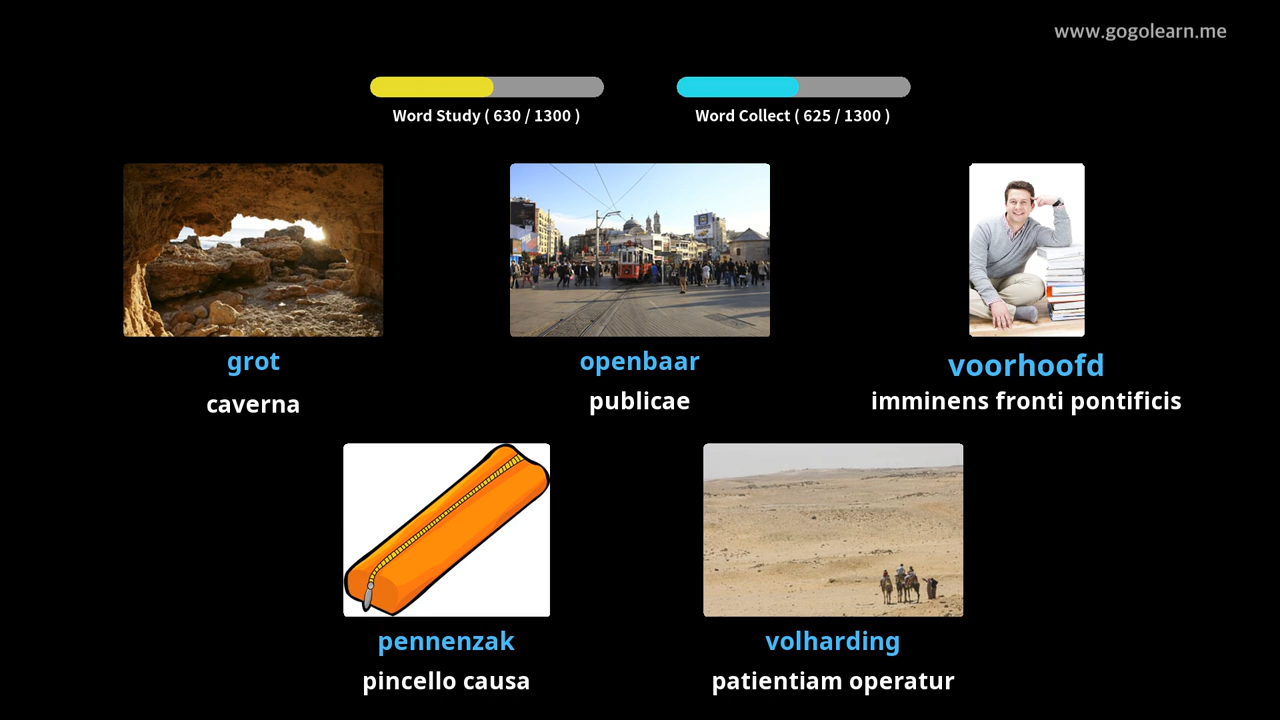 www.gogolearn.me
Word Study ( 630 / 1300 )
Word Collect ( 625 / 1300 )
grot
openbaar
voorhoofd
caverna
publicae
imminens fronti pontificis
pennenzak
volharding
pincello causa
patientiam operatur